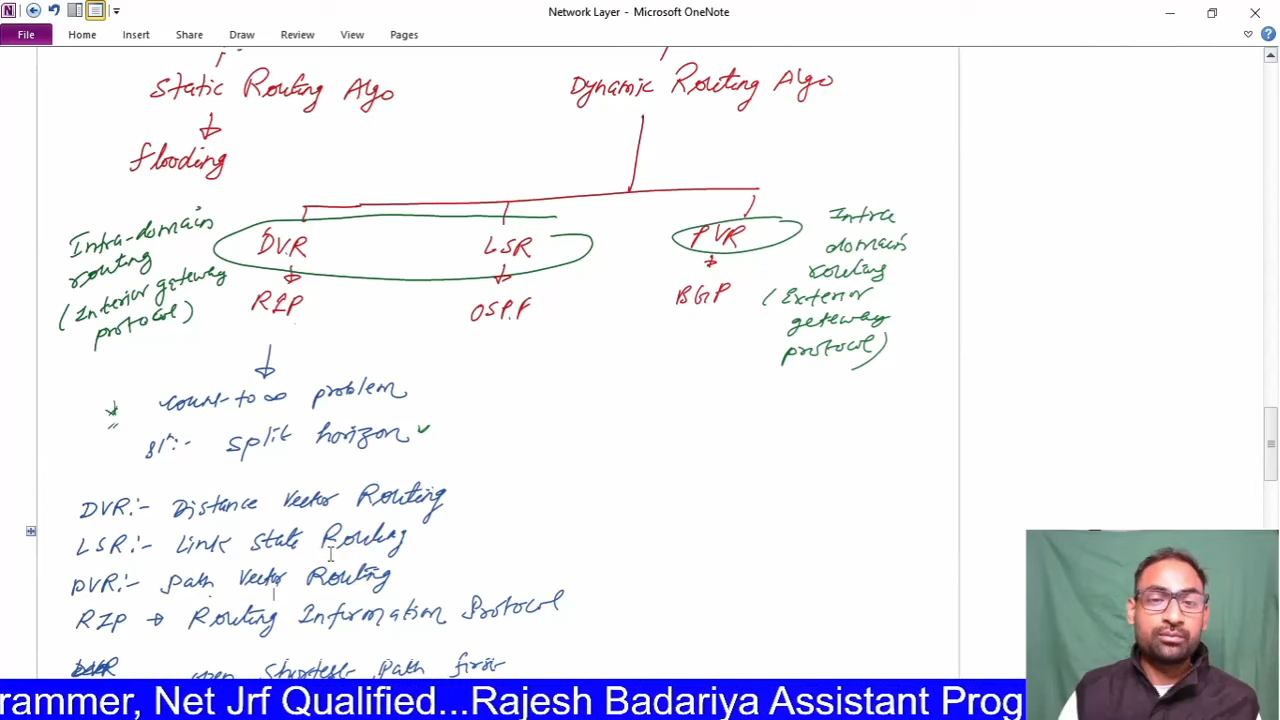 Network Layer - Microsoft OneNote
File Home Insert Share Draw Review View Pages
Static Routing Algo
Dynamic Routing Algo
Flooding
Intra-domain
routing
(Interior gateway
protocol)
DVR
LSR
PVR
RIP
OSPF
BGP
Intra
domain
routing
(Exterior
geteway
protocol)
* count-to ∞ problem
slⁿ:- split horizon ✓
DVR:- Distance Vector Routing
LSR:- Link State Routing
PVR:- Path Vector Routing
RIP → Routing Information Protocol
open Shortest Path first
rammer, Net Jrf Qualified...Rajesh Badariya Assistant Prog